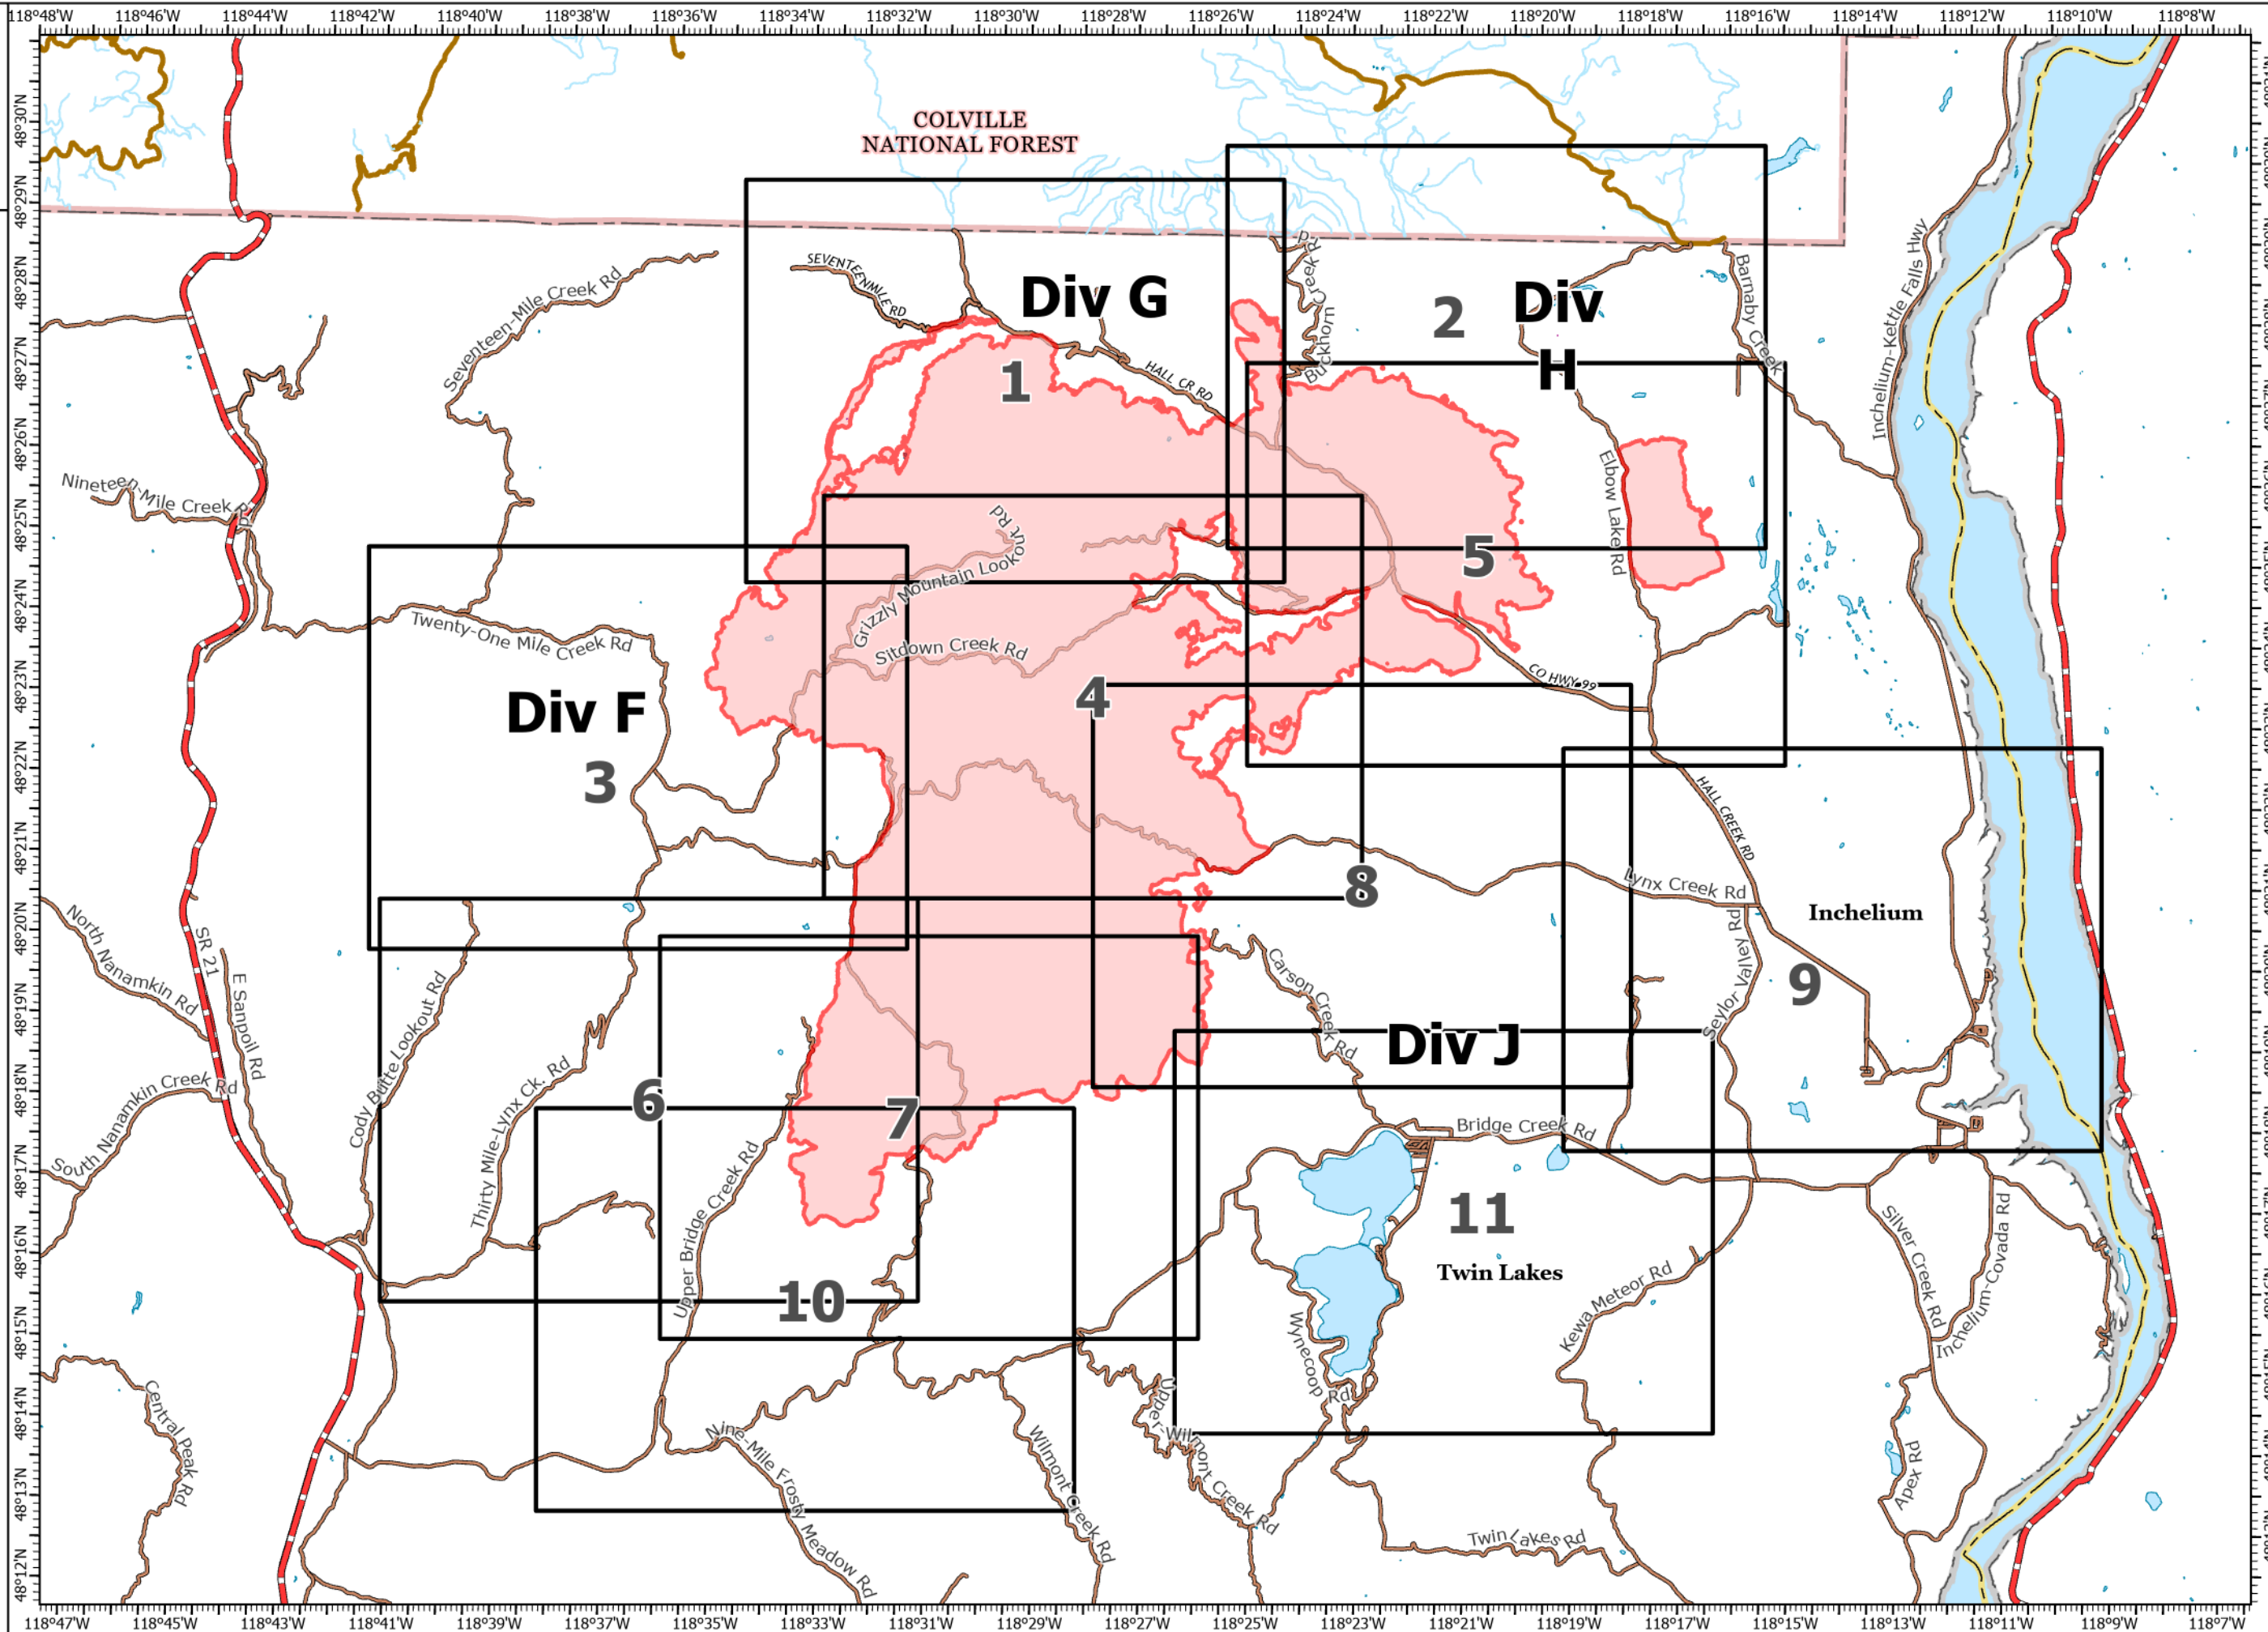 118°48'W 118°46'W 118°44'W 118°42'W 118°40'W 118°38'W 118°36'W 118°34'W 118°32'W 118°30'W 118°28'W 118°26'W 118°24'W 118°22'W 118°20'W 118°18'W 118°16'W 118°14'W 118°12'W 118°10'W 118°8'W
48°30'N
48°29'N
48°28'N
48°27'N
48°26'N
48°25'N
48°24'N
48°23'N
48°22'N
48°21'N
48°20'N
48°19'N
48°18'N
48°17'N
48°16'N
48°15'N
48°14'N
48°13'N
48°12'N
COLVILLE
NATIONAL FOREST
Inchelium-Kettle Falls Hwy
Buckhorn Creek Rd
Barnaby Creek
SEVENTEENMILE RD
Seventeen-Mile Creek Rd
Div G
2
Div
H
1
HALL CR RD
Nineteen-Mile Creek Rd
Elbow Lake Rd
Grizzly Mountain Lookout Rd
5
Twenty-One Mile Creek Rd
Sitdown Creek Rd
CO HWY 99
Div F
4
3
HALL CREEK RD
8
Lynx Creek Rd
Inchelium
North Nanamkin Rd
SR 21
E Sanpoil Rd
Cody Butte Lookout Rd
Carson Creek Rd
Seylor Valley Rd
9
Div J
South Nanamkin Creek Rd
Thirty Mile-Lynx Ck. Rd
6
7
Bridge Creek Rd
Upper Bridge Creek Rd
11
Twin Lakes
10
Silver Creek Rd
Inchelium-Covada Rd
Kewa Meteor Rd
Wynecoop Rd
Central Peak Rd
Upper Wilmont Creek Rd
Nine-Mile Frosty Meadow Rd
Wilmont Creek Rd
Apex Rd
Twin Lakes Rd
118°47'W 118°45'W 118°43'W 118°41'W 118°39'W 118°37'W 118°35'W 118°33'W 118°31'W 118°29'W 118°27'W 118°25'W 118°23'W 118°21'W 118°19'W 118°17'W 118°15'W 118°13'W 118°11'W 118°9'W 118°7'W